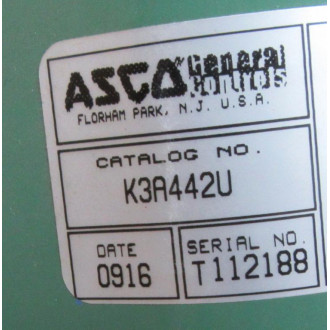 ASCO General Controls
FLORHAM PARK, N.J. U.S.A.
CATALOG NO.
K3A442U
DATE
0916
SERIAL NO.
T112188